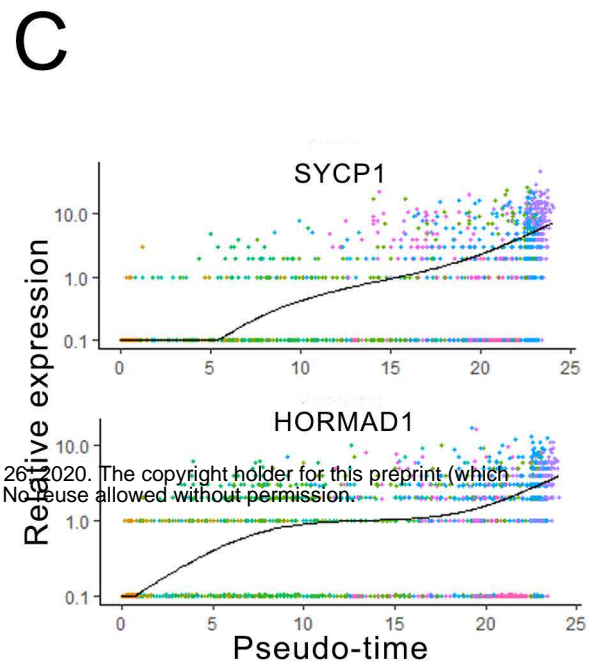 C
SYCP1
10.0
1.0
0.1
0 5 10 15 20 25
Relative expression
HORMAD1
10.0
26, 2020. The copyright holder for this preprint (which
No reuse allowed without permission.
1.0
0.1
0 5 10 15 20 25
Pseudo-time